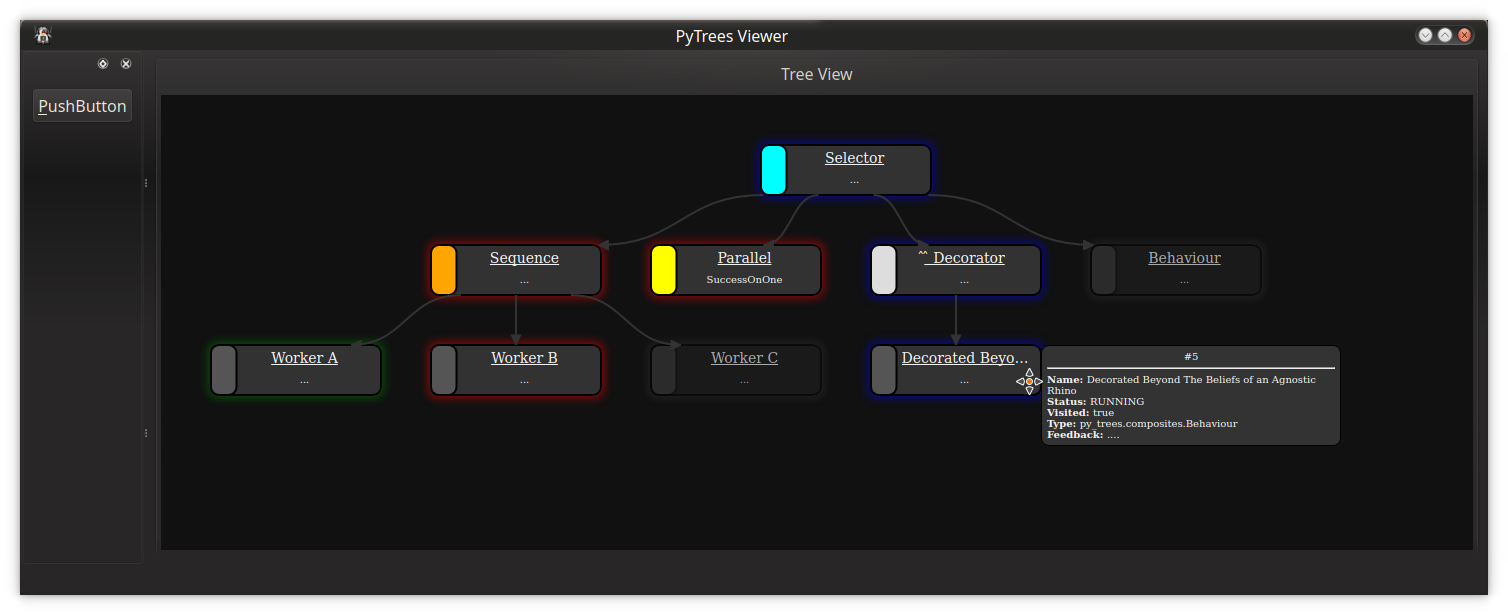 PyTrees Viewer
Tree View
PushButton
Selector
...
Sequence
...
Parallel
SuccessOnOne
^^ Decorator
...
Behaviour
...
Worker A
...
Worker B
...
Worker C
...
Decorated Beyo...
...
#5
Name: Decorated Beyond The Beliefs of an Agnostic
Rhino
Status: RUNNING
Visited: true
Type: py_trees.composites.Behaviour
Feedback: ....